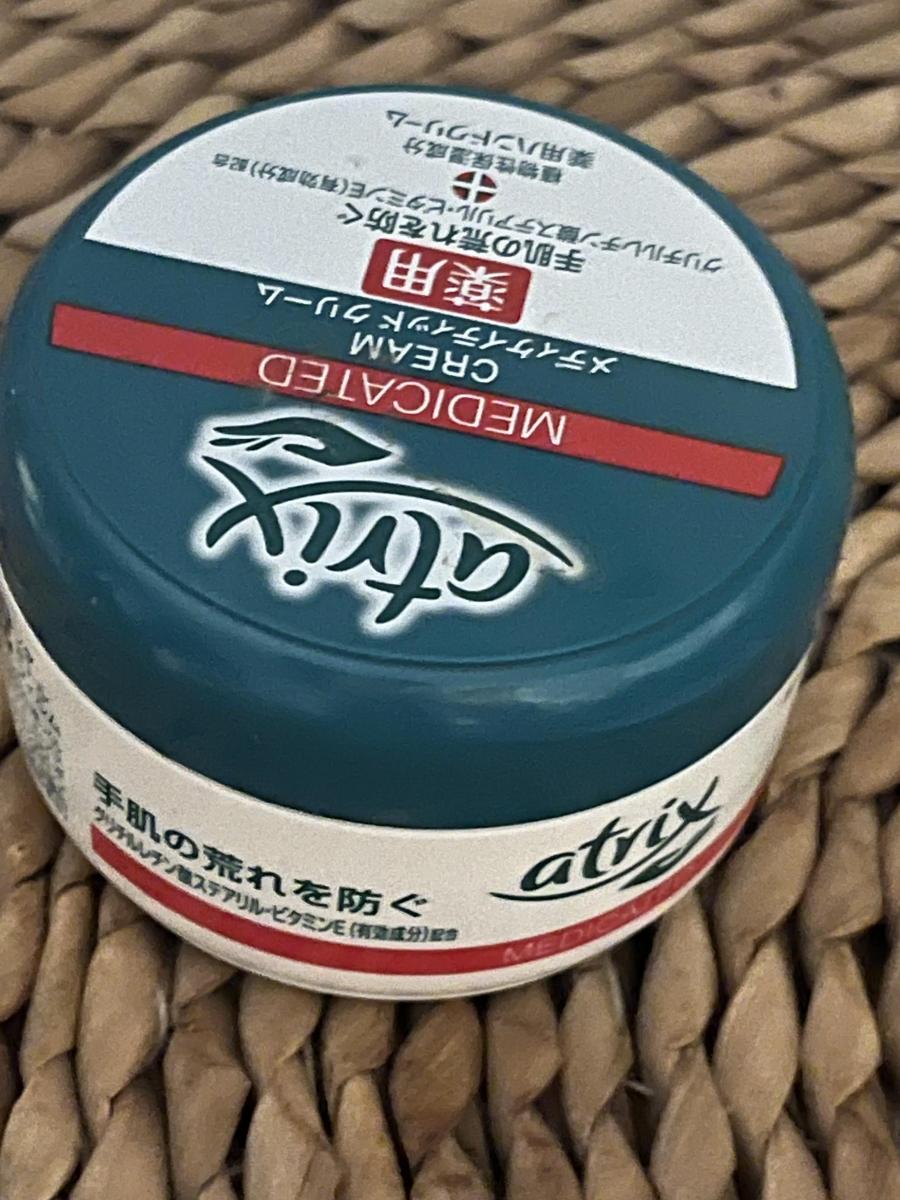 atrix
MEDICATED
CREAM
メディケイティッド クリーム
薬用
手肌の荒れを防ぐ
グリチルレチン酸ステアリル・ビタミンE(有効成分)配合
植物性保湿成分
薬用ハンドクリーム
手肌の荒れを防ぐ
グリチルレチン酸ステアリル・ビタミンE(有効成分)配合
atrix
MEDICATED